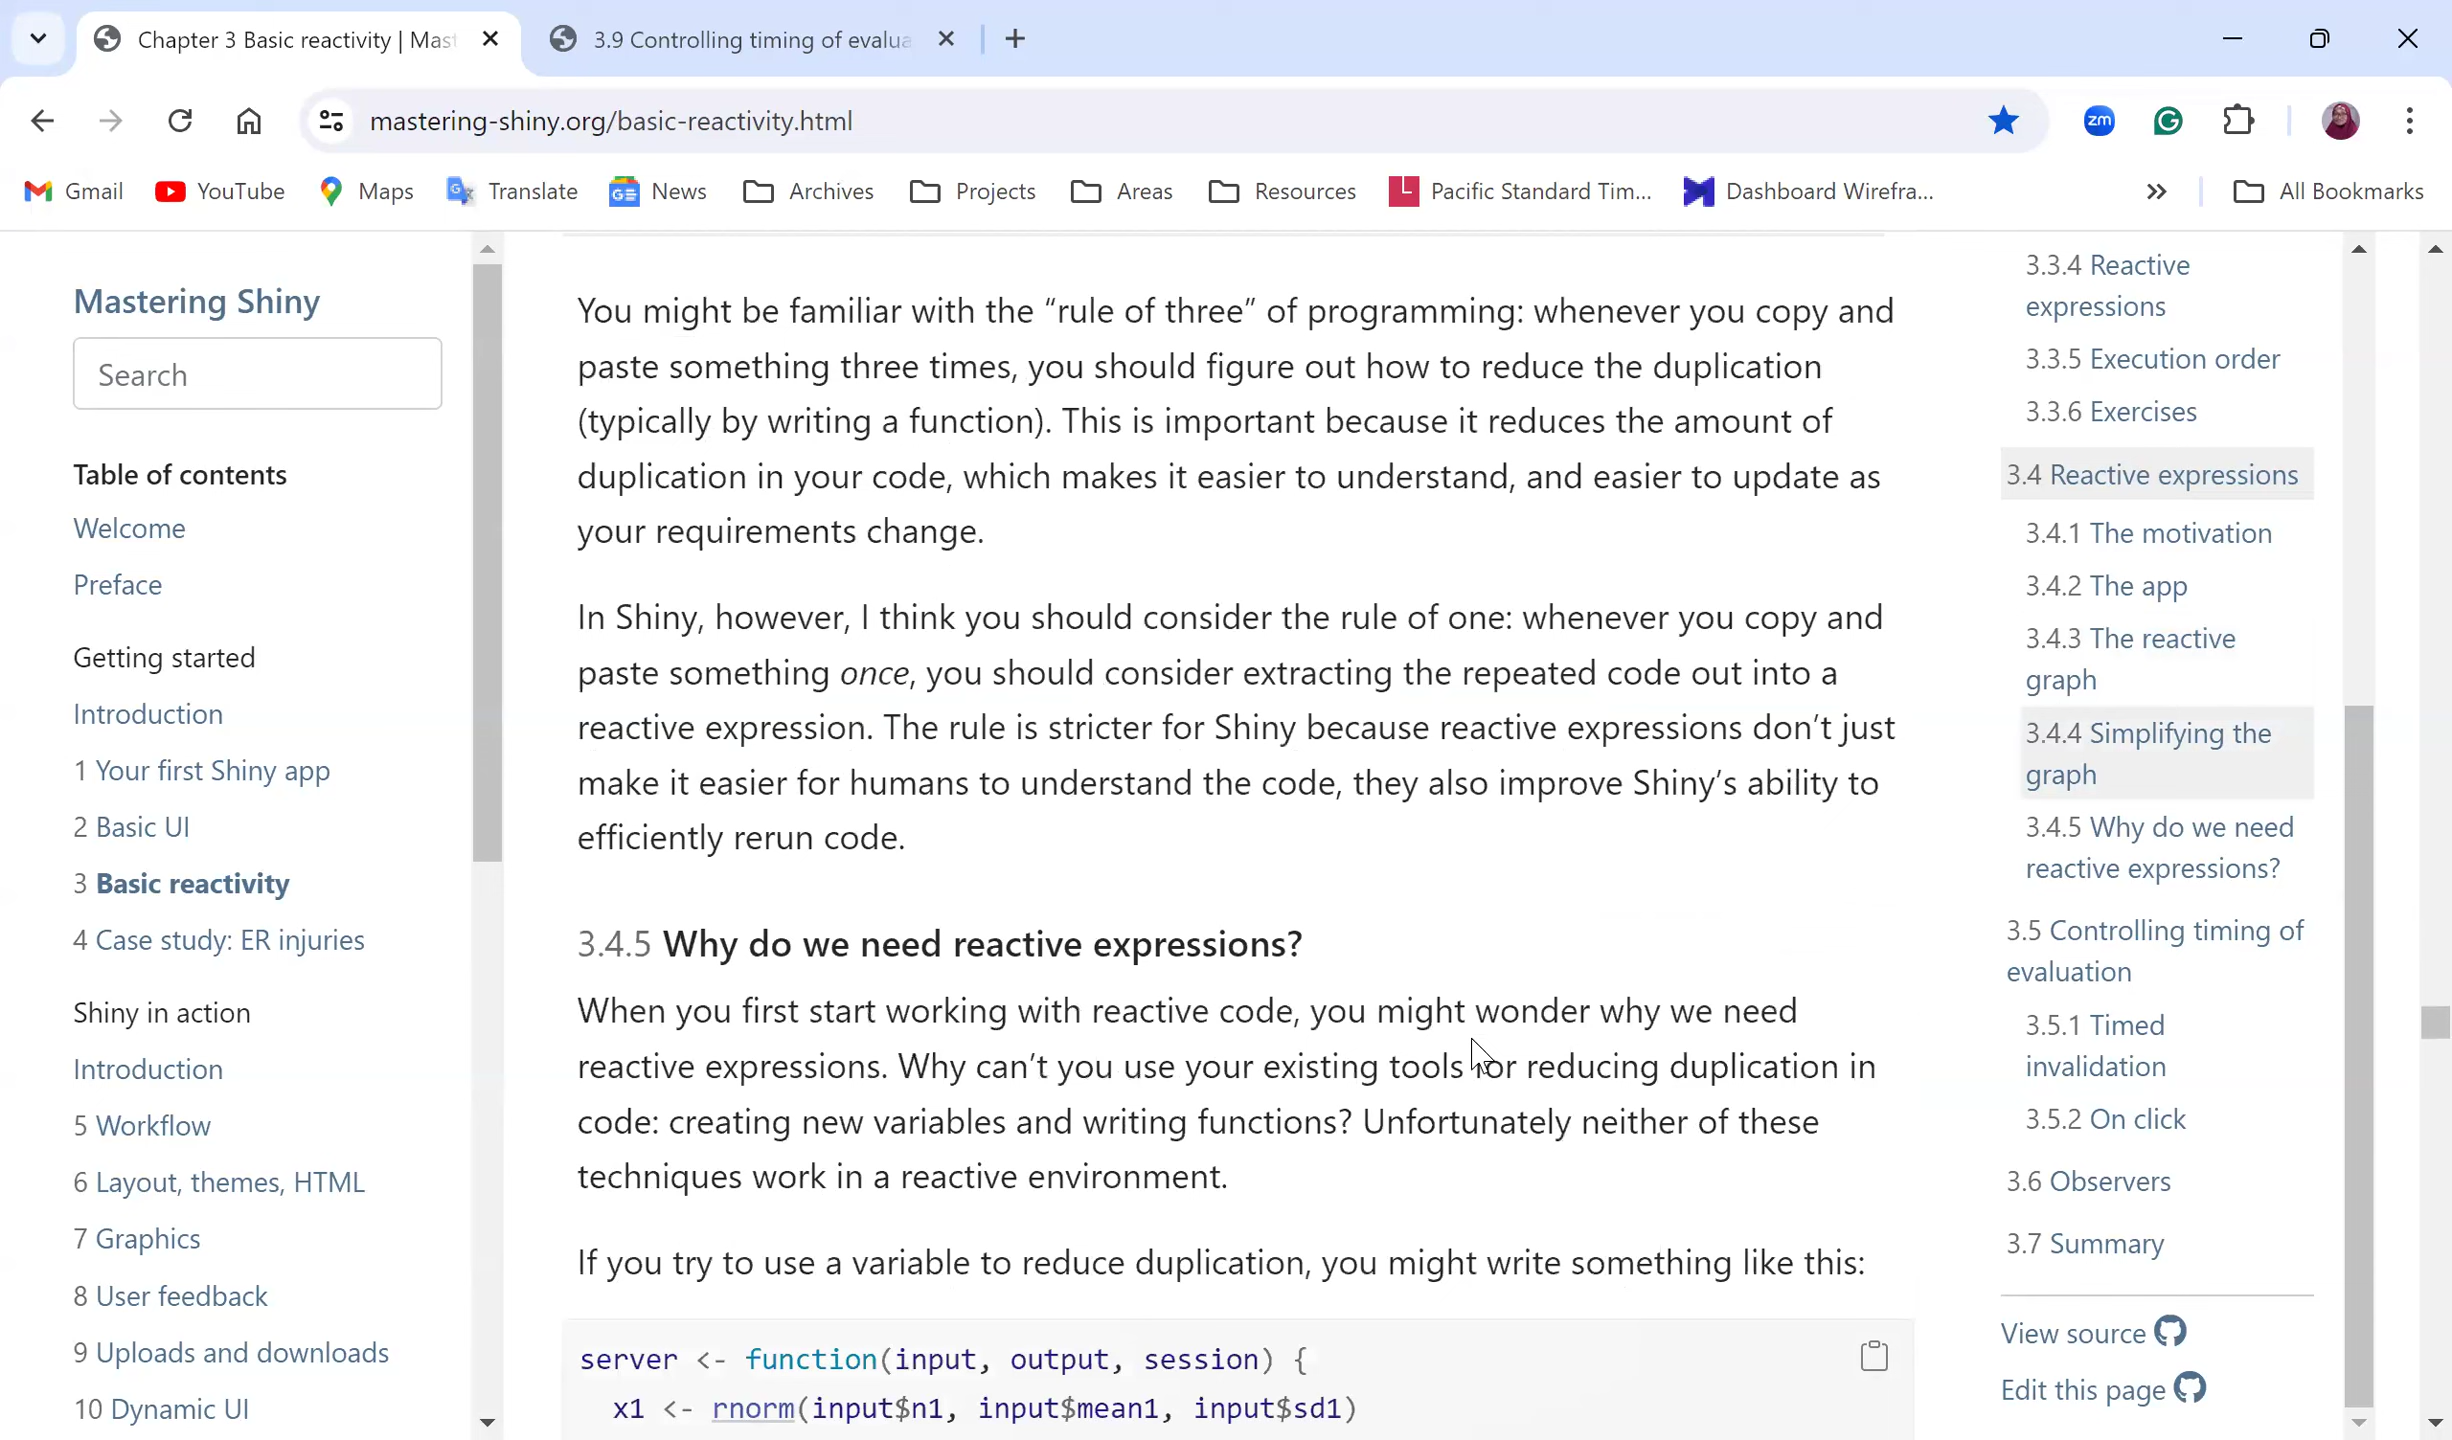 Chapter 3 Basic reactivity | Mast
3.9 Controlling timing of evalua
mastering-shiny.org/basic-reactivity.html
zm
Gmail
YouTube
Maps
Translate
News
Archives
Projects
Areas
Resources
Pacific Standard Tim...
Dashboard Wirefra...
All Bookmarks
Mastering Shiny
Search
Table of contents
Welcome
Preface
Getting started
Introduction
1 Your first Shiny app
2 Basic UI
3 Basic reactivity
4 Case study: ER injuries
Shiny in action
Introduction
5 Workflow
6 Layout, themes, HTML
7 Graphics
8 User feedback
9 Uploads and downloads
10 Dynamic UI
You might be familiar with the “rule of three” of programming: whenever you copy and
paste something three times, you should figure out how to reduce the duplication
(typically by writing a function). This is important because it reduces the amount of
duplication in your code, which makes it easier to understand, and easier to update as
your requirements change.
In Shiny, however, I think you should consider the rule of one: whenever you copy and
paste something once, you should consider extracting the repeated code out into a
reactive expression. The rule is stricter for Shiny because reactive expressions don’t just
make it easier for humans to understand the code, they also improve Shiny’s ability to
efficiently rerun code.
3.4.5 Why do we need reactive expressions?
When you first start working with reactive code, you might wonder why we need
reactive expressions. Why can’t you use your existing tools for reducing duplication in
code: creating new variables and writing functions? Unfortunately neither of these
techniques work in a reactive environment.
If you try to use a variable to reduce duplication, you might write something like this:
server <- function(input, output, session) {
x1 <- rnorm(input$n1, input$mean1, input$sd1)
3.3.4 Reactive
expressions
3.3.5 Execution order
3.3.6 Exercises
3.4 Reactive expressions
3.4.1 The motivation
3.4.2 The app
3.4.3 The reactive
graph
3.4.4 Simplifying the
graph
3.4.5 Why do we need
reactive expressions?
3.5 Controlling timing of
evaluation
3.5.1 Timed
invalidation
3.5.2 On click
3.6 Observers
3.7 Summary
View source
Edit this page